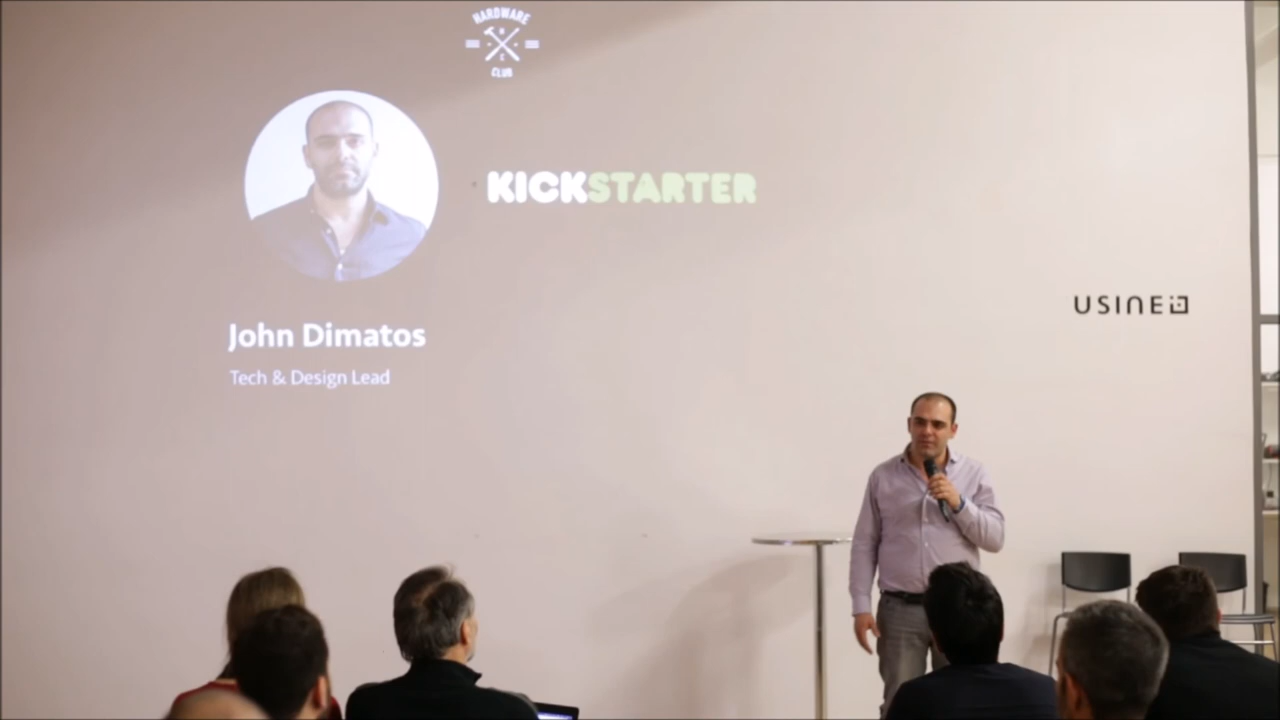 HARDWARE
H
C
CLUB
KICKSTARTER
USINE
John Dimatos
Tech & Design Lead